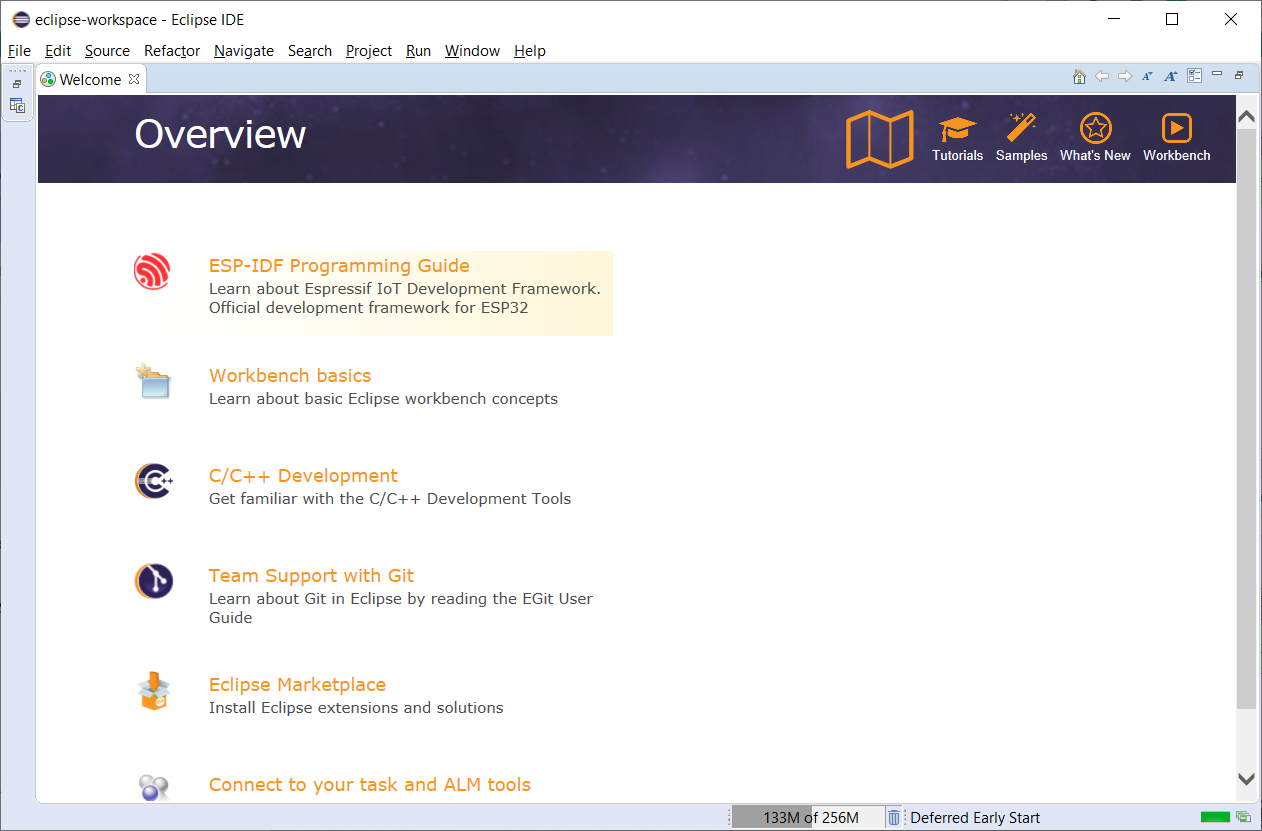 eclipse-workspace - Eclipse IDE
File Edit Source Refactor Navigate Search Project Run Window Help
Welcome
Overview
Tutorials Samples What's New Workbench
ESP-IDF Programming Guide
Learn about Espressif IoT Development Framework.
Official development framework for ESP32
Workbench basics
Learn about basic Eclipse workbench concepts
C/C++ Development
Get familiar with the C/C++ Development Tools
Team Support with Git
Learn about Git in Eclipse by reading the EGit User
Guide
Eclipse Marketplace
Install Eclipse extensions and solutions
Connect to your task and ALM tools
133M of 256M Deferred Early Start